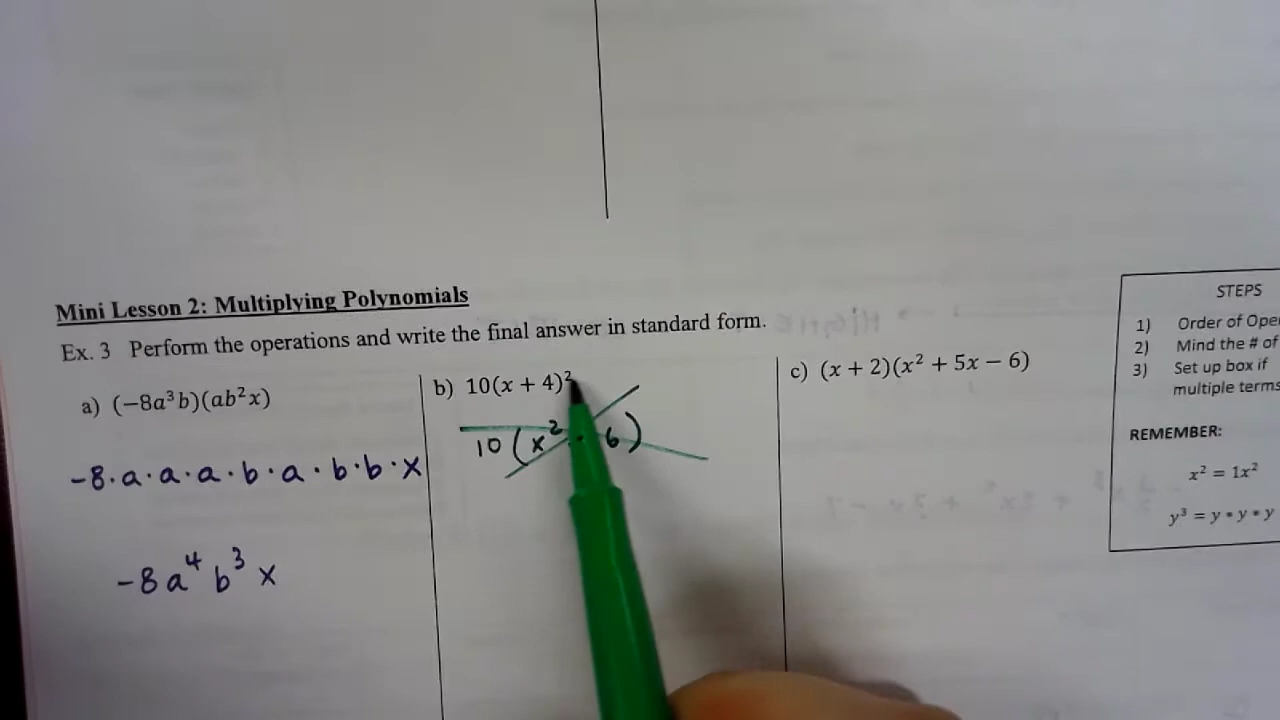 Mini Lesson 2: Multiplying Polynomials
Ex. 3 Perform the operations and write the final answer in standard form.
a) (−8a³b)(ab²x)
-8·a·a·a·b·a·b·b·x
-8a⁴b³x
b) 10(x + 4)²
10(x² 6)
c) (x + 2)(x² + 5x − 6)
STEPS
1) Order of Ope
2) Mind the # of
3) Set up box if
multiple terms
REMEMBER:
x² = 1x²
y³ = y • y • y